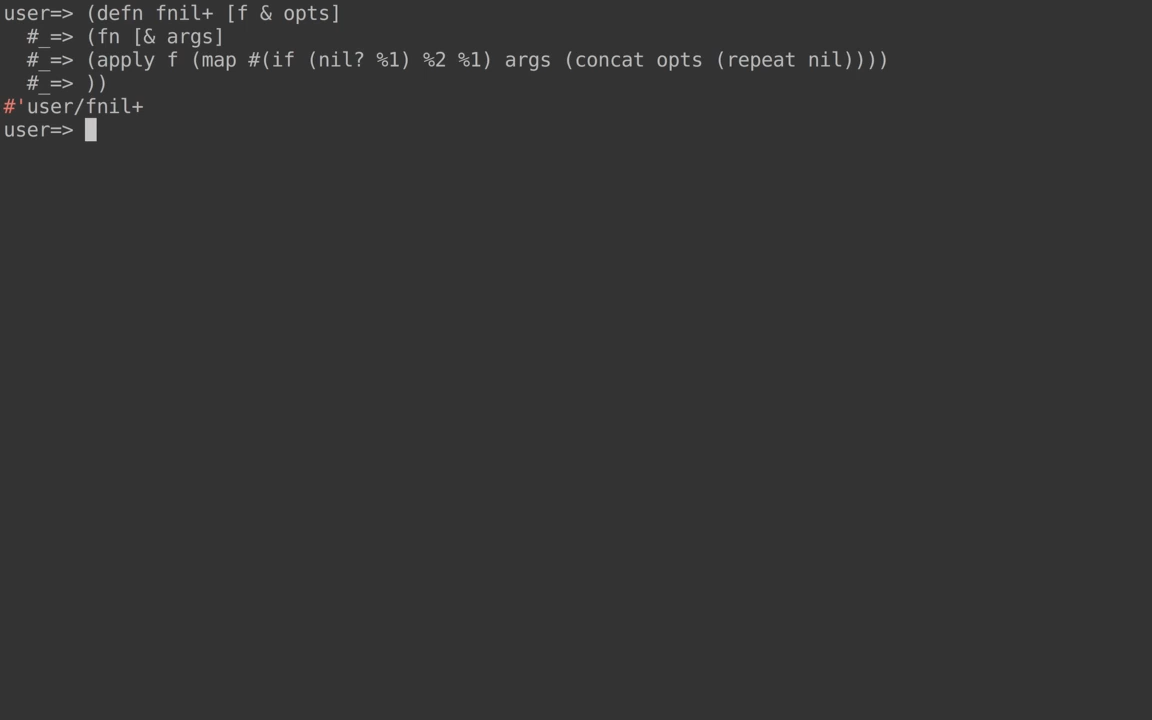 user=> (defn fnil+ [f & opts]
  #_=> (fn [& args]
  #_=> (apply f (map #(if (nil? %1) %2 %1) args (concat opts (repeat nil))))
  #_=> ))
#'user/fnil+
user=>